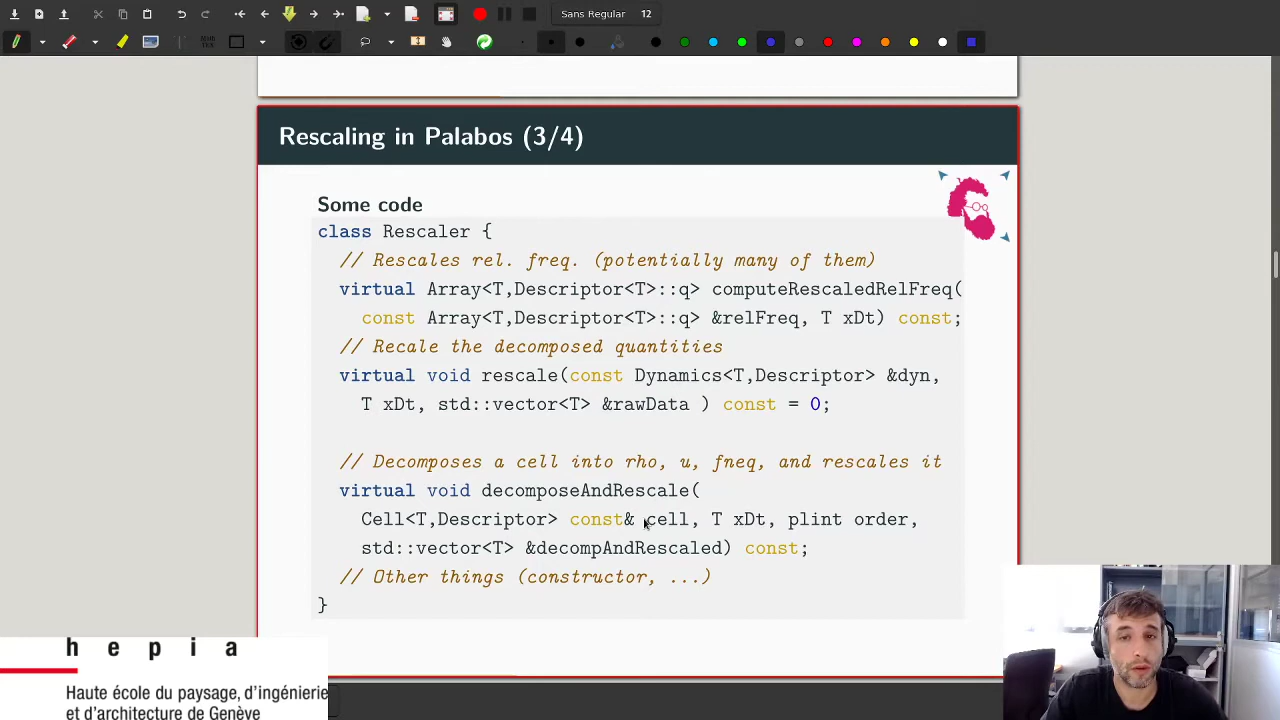 Sans Regular 12
Rescaling in Palabos (3/4)
Some code
class Rescaler {
// Rescales rel. freq. (potentially many of them)
virtual Array<T,Descriptor<T>::q> computeRescaledRelFreq(
const Array<T,Descriptor<T>::q> &relFreq, T xDt) const;
// Recale the decomposed quantities
virtual void rescale(const Dynamics<T,Descriptor> &dyn,
T xDt, std::vector<T> &rawData ) const = 0;
// Decomposes a cell into rho, u, fneq, and rescales it
virtual void decomposeAndRescale(
Cell<T,Descriptor> const& cell, T xDt, plint order,
std::vector<T> &decompAndRescaled) const;
// Other things (constructor, ...)
}
h e p i a
Haute école du paysage, d'ingénierie
et d'architecture de Genève